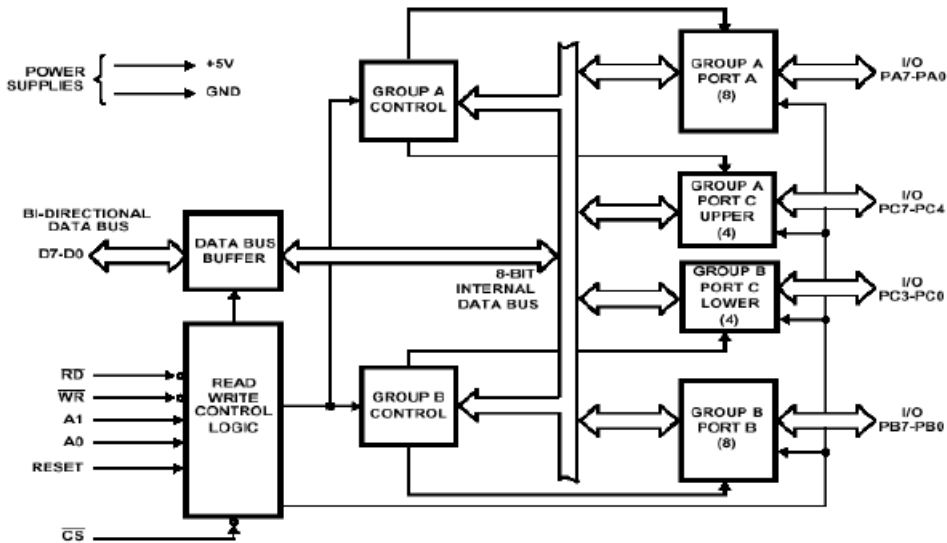 POWER
SUPPLIES
+5V
GND
GROUP A
CONTROL
GROUP A
PORT A
(8)
I/O
PA7-PA0
GROUP A
PORT C
UPPER
(4)
I/O
PC7-PC4
BI-DIRECTIONAL
DATA BUS
D7-D0
DATA BUS
BUFFER
8-BIT
INTERNAL
DATA BUS
GROUP B
PORT C
LOWER
(4)
I/O
PC3-PC0
RD
WR
A1
A0
RESET
CS
READ
WRITE
CONTROL
LOGIC
GROUP B
CONTROL
GROUP B
PORT B
(8)
I/O
PB7-PB0